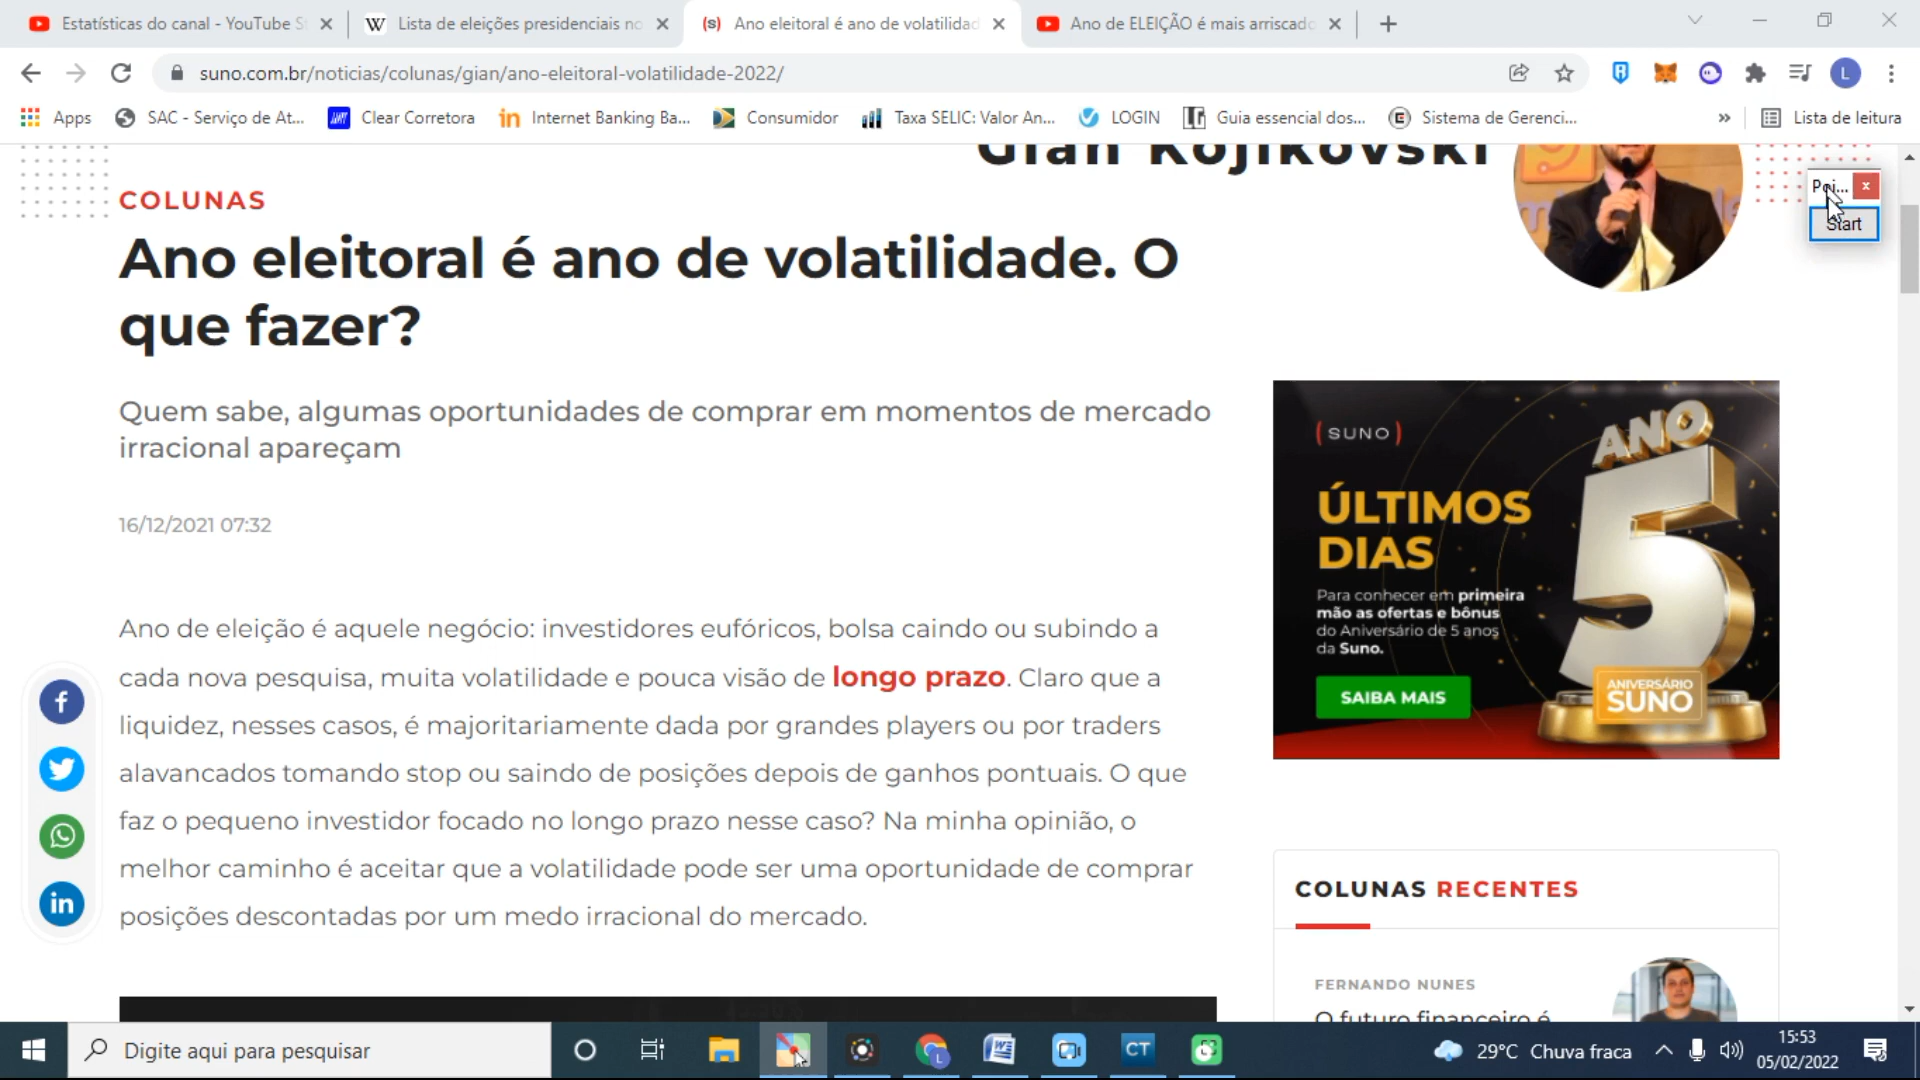 Estatísticas do canal - YouTube S
Lista de eleições presidenciais no
Ano eleitoral é ano de volatilidad
Ano de ELEIÇÃO é mais arriscado
suno.com.br/noticias/colunas/gian/ano-eleitoral-volatilidade-2022/
L
Apps
SAC - Serviço de At...
Clear Corretora
Internet Banking Ba...
Consumidor
Taxa SELIC: Valor An...
LOGIN
Guia essencial dos...
Sistema de Gerenci...
Lista de leitura
Gian Kojikovski
COLUNAS
Ano eleitoral é ano de volatilidade. O
que fazer?
Quem sabe, algumas oportunidades de comprar em momentos de mercado
irracional apareçam
16/12/2021 07:32
Ano de eleição é aquele negócio: investidores eufóricos, bolsa caindo ou subindo a
cada nova pesquisa, muita volatilidade e pouca visão de longo prazo. Claro que a
liquidez, nesses casos, é majoritariamente dada por grandes players ou por traders
alavancados tomando stop ou saindo de posições depois de ganhos pontuais. O que
faz o pequeno investidor focado no longo prazo nesse caso? Na minha opinião, o
melhor caminho é aceitar que a volatilidade pode ser uma oportunidade de comprar
posições descontadas por um medo irracional do mercado.
Start
(SUNO)
ANO
5
ÚLTIMOS
DIAS
Para conhecer em primeira
mão as ofertas e bônus
do Aniversário de 5 anos
da Suno.
SAIBA MAIS
ANIVERSÁRIO
SUNO
COLUNAS RECENTES
FERNANDO NUNES
O futuro financeiro é
Digite aqui para pesquisar
CT
29°C Chuva fraca
15:53
05/02/2022